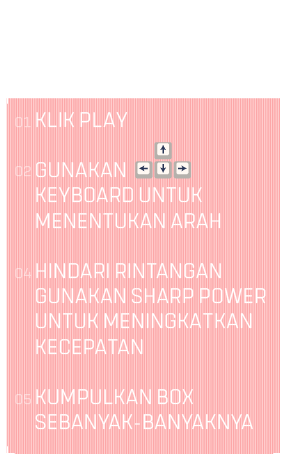 01 KLIK PLAY
02 GUNAKAN ↑ ← ↓ →
KEYBOARD UNTUK
MENENTUKAN ARAH
04 HINDARI RINTANGAN
GUNAKAN SHARP POWER
UNTUK MENINGKATKAN
KECEPATAN
05 KUMPULKAN BOX
SEBANYAK-BANYAKNYA